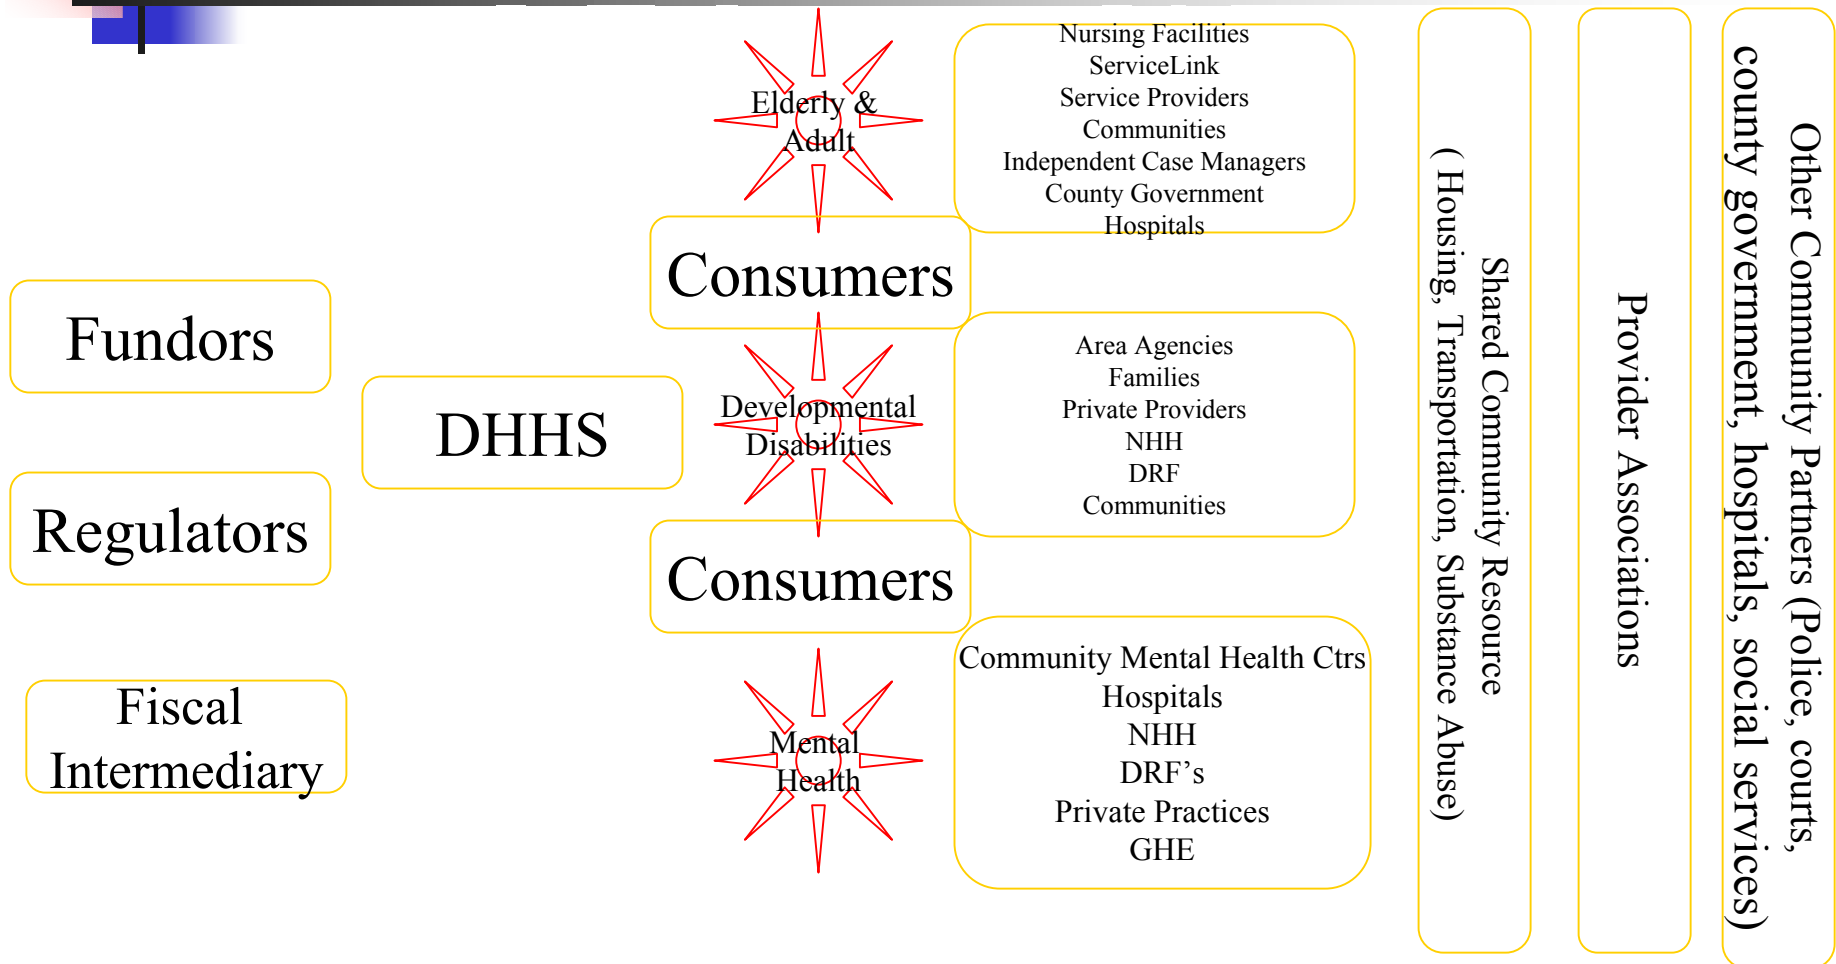 Fundors
Regulators
Fiscal
Intermediary
DHHS
Elderly &
Adult
Consumers
Developmental
Disabilities
Consumers
Mental
Health
Nursing Facilities
ServiceLink
Service Providers
Communities
Independent Case Managers
County Government
Hospitals
Area Agencies
Families
Private Providers
NHH
DRF
Communities
Community Mental Health Ctrs
Hospitals
NHH
DRF’s
Private Practices
GHE
Shared Community Resource
( Housing, Transportation, Substance Abuse)
Provider Associations
Other Community Partners (Police, courts,
county government, hospitals, social services)